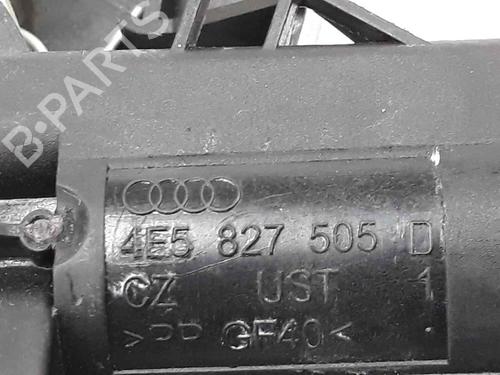 B-PARTS
4E5 827 505 D
CZ UST 1
>PP GF40<